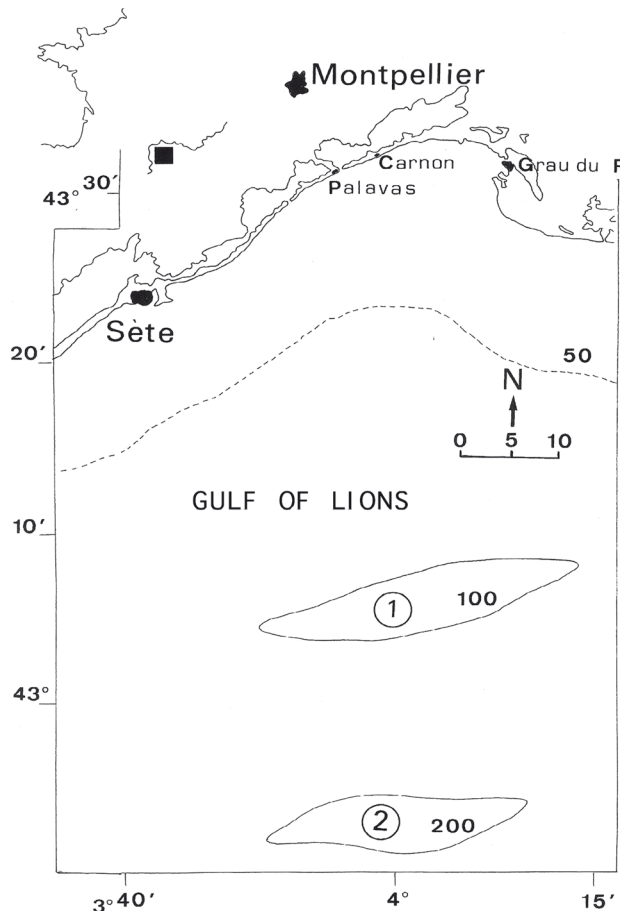 Montpellier
Carnon
Grau du
Palavas
43° 30′
Sète
20′
50
N
0 5 10
GULF OF LIONS
10′
1
100
43°
2
200
3° 40′ 4° 15′